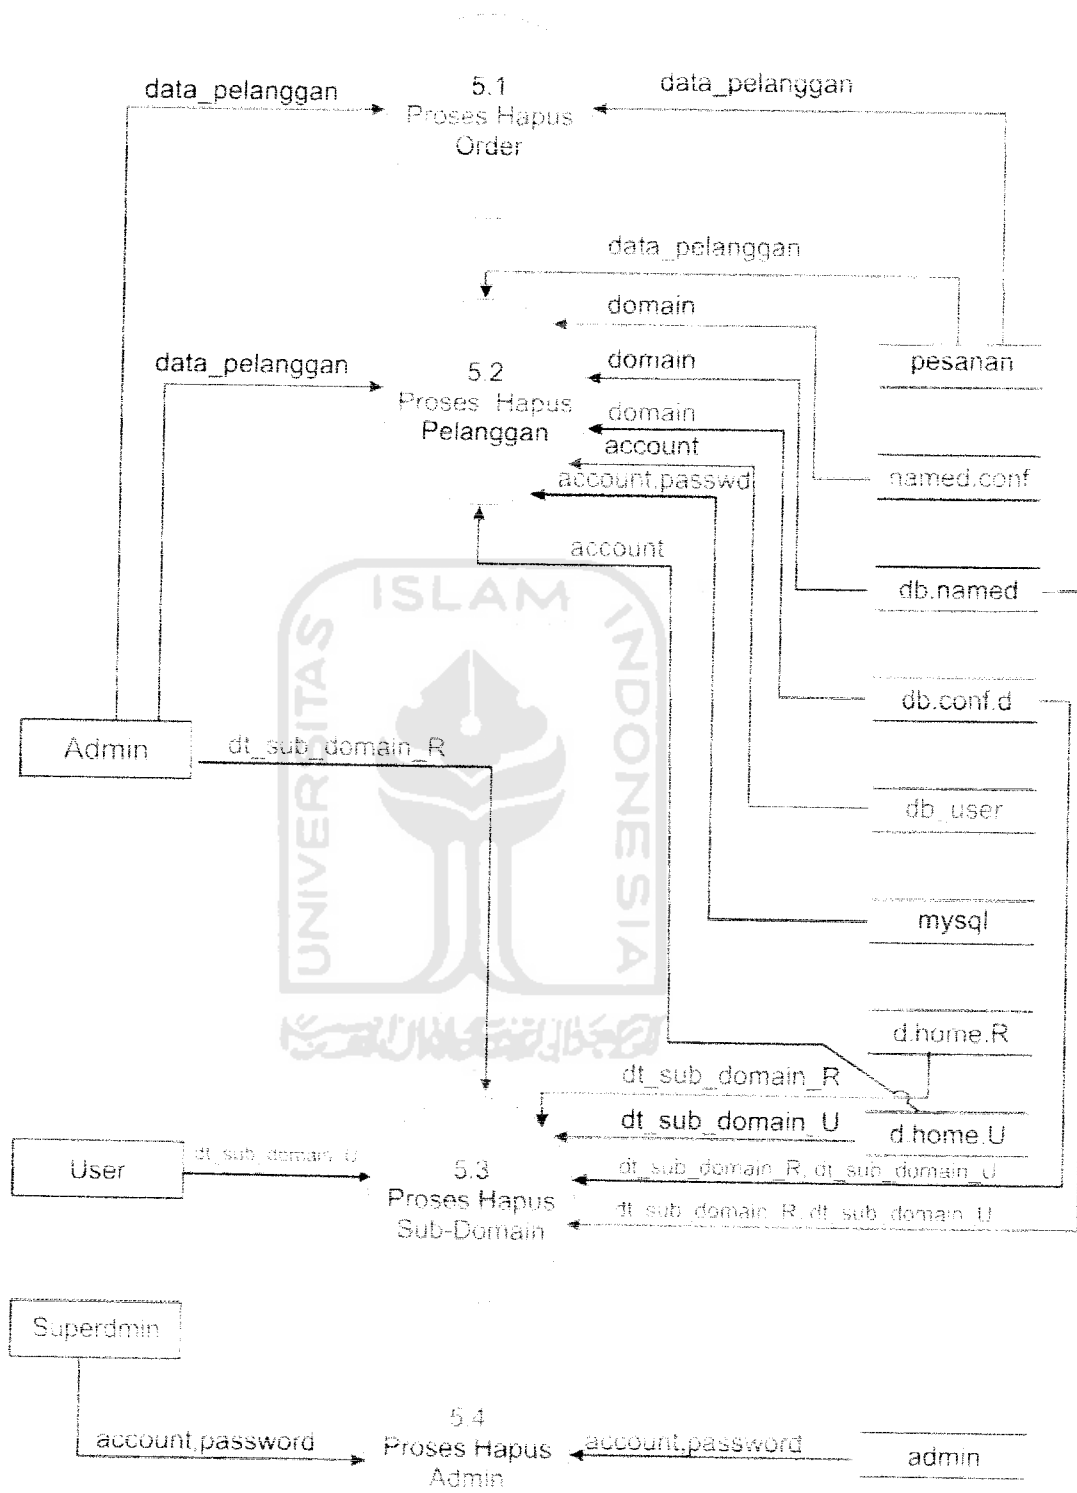 data_pelanggan
5.1
Proses Hapus
Order
data_pelanggan
data_pelanggan
domain
pesanan
data_pelanggan
5.2
Proses Hapus
Pelanggan
domain
domain
account
account,passwd
named.conf
account
db.named
ISLAM
UNIVERSITAS
INDONESIA
db.conf.d
Admin
dt_sub_domain_R
db_user
mysql
d.home.R
dt_sub_domain_R
dt_sub_domain_U
d.home.U
User
dt_sub_domain_U
5.3
Proses Hapus
Sub-Domain
dt_sub_domain_R, dt_sub_domain_U
dt_sub_domain_R, dt_sub_domain_U
Superdmin
account,password
5.4
Proses Hapus
Admin
account,password
admin